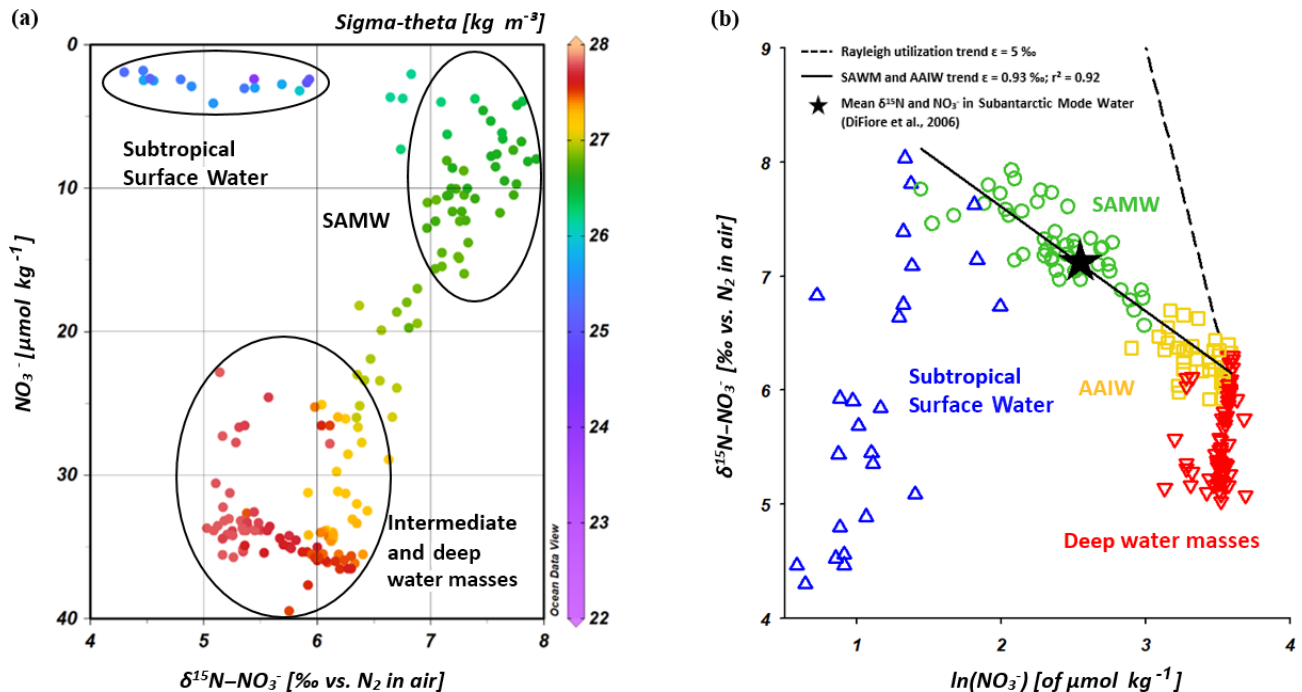 (a)
Sigma-theta [kg m⁻³]
0
10
20
30
40
NO₃⁻ [µmol kg⁻¹]
4
5
6
7
8
δ¹⁵N–NO₃⁻ [‰ vs. N₂ in air]
Subtropical
Surface Water
SAMW
Intermediate
and deep
water masses
28
27
26
25
24
23
22
Ocean Data View
(b)
9
8
7
6
5
4
δ¹⁵N–NO₃⁻ [‰ vs. N₂ in air]
1
2
3
4
ln(NO₃⁻) [of µmol kg⁻¹]
Rayleigh utilization trend ε = 5 ‰
SAWM and AAIW trend ε = 0.93 ‰; r² = 0.92
Mean δ¹⁵N and NO₃⁻ in Subantarctic Mode Water
(DiFiore et al., 2006)
SAMW
AAIW
Subtropical
Surface Water
Deep water masses